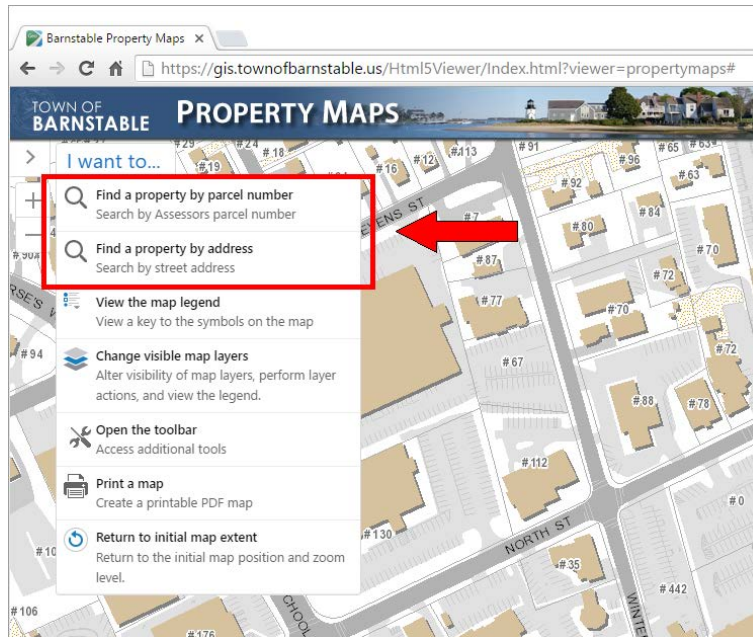 Barnstable Property Maps
https://gis.townofbarnstable.us/Html5Viewer/Index.html?viewer=propertymaps#
TOWN OF
BARNSTABLE
PROPERTY MAPS
I want to...
Find a property by parcel number
Search by Assessors parcel number
Find a property by address
Search by street address
View the map legend
View a key to the symbols on the map
Change visible map layers
Alter visibility of map layers, perform layer
actions, and view the legend.
Open the toolbar
Access additional tools
Print a map
Create a printable PDF map
Return to initial map extent
Return to the initial map position and zoom
level.
#29
#24
#18
#19
#16
#12
#113
#91
#96
#65
#63
#92
#84
#80
#7
#87
#70
#72
#77
#70
#94
#67
#72
#88
#78
#112
#0
#130
NORTH ST
#35
#442
#106
#176